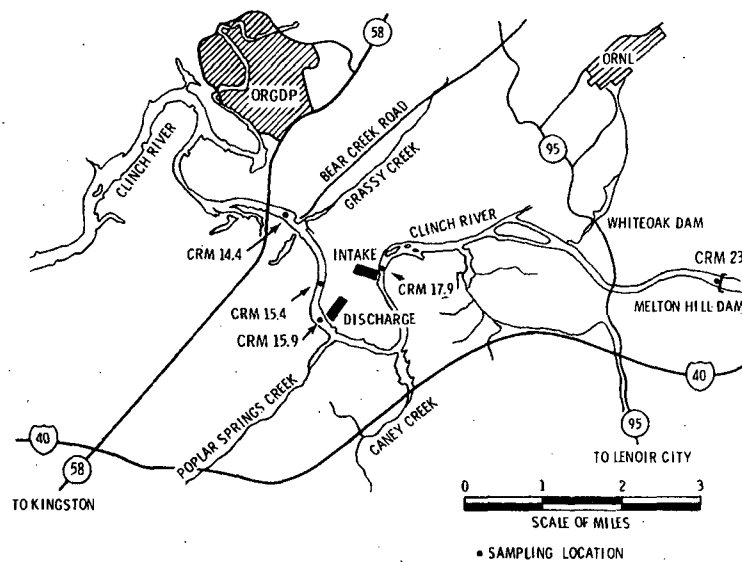 58
ORNL
ORGDP
BEAR CREEK ROAD
GRASSY CREEK
95
CLINCH RIVER
CLINCH RIVER
WHITEOAK DAM
CRM 14.4
INTAKE
CRM 17.9
CRM 23
MELTON HILL DAM
CRM 15.4
DISCHARGE
CRM 15.9
POPLAR SPRINGS CREEK
CANEY CREEK
40
40
95
58
TO KINGSTON
TO LENOIR CITY
0 1 2 3
SCALE OF MILES
• SAMPLING LOCATION